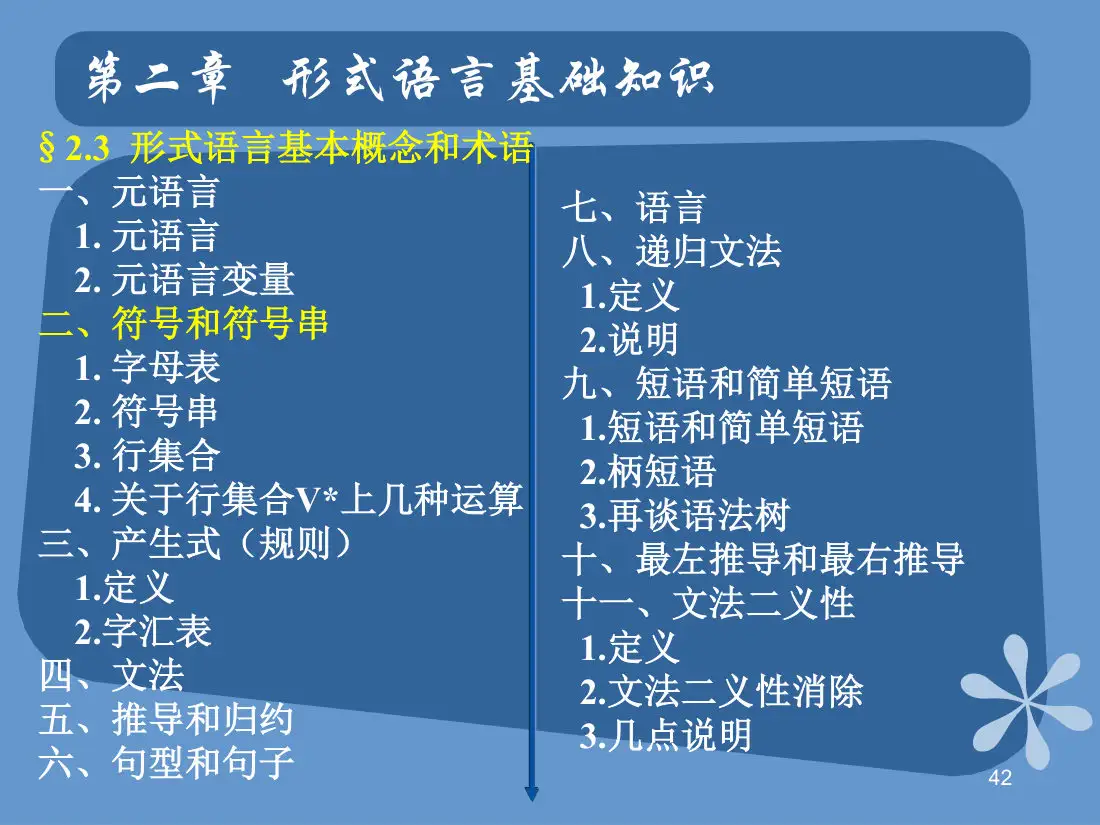 第二章 形式语言基础知识
§2.3 形式语言基本概念和术语
一、元语言
1. 元语言
2. 元语言变量
二、符号和符号串
1. 字母表
2. 符号串
3. 行集合
4. 关于行集合V*上几种运算
三、产生式（规则）
1.定义
2.字汇表
四、文法
五、推导和归约
六、句型和句子
七、语言
八、递归文法
1.定义
2.说明
九、短语和简单短语
1.短语和简单短语
2.柄短语
3.再谈语法树
十、最左推导和最右推导
十一、文法二义性
1.定义
2.文法二义性消除
3.几点说明
42